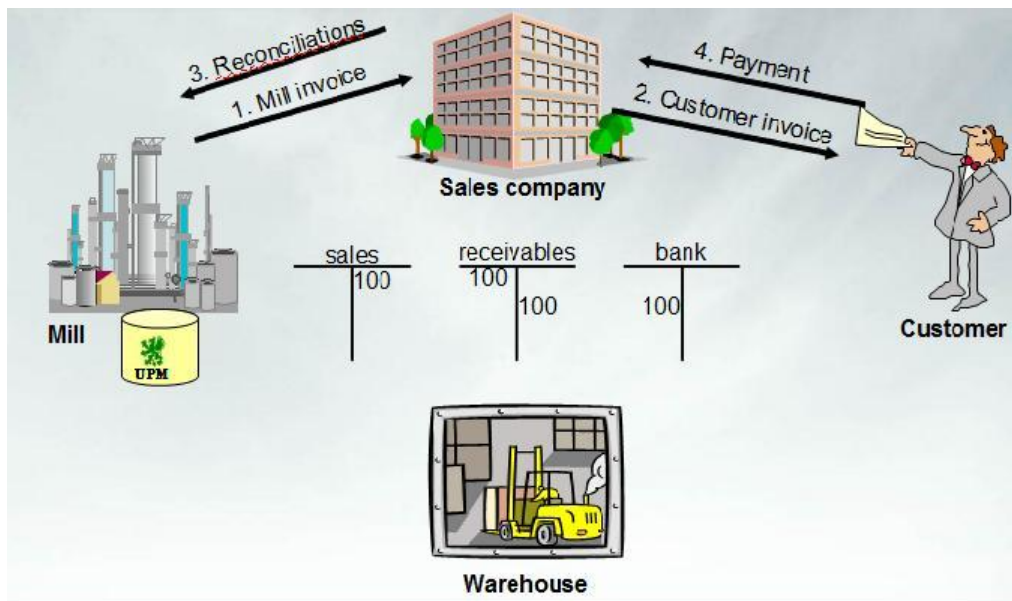 3. Reconciliations
1. Mill invoice
4. Payment
2. Customer invoice
Sales company
sales
100
receivables
100
100
bank
100
Mill
UPM
Customer
Warehouse